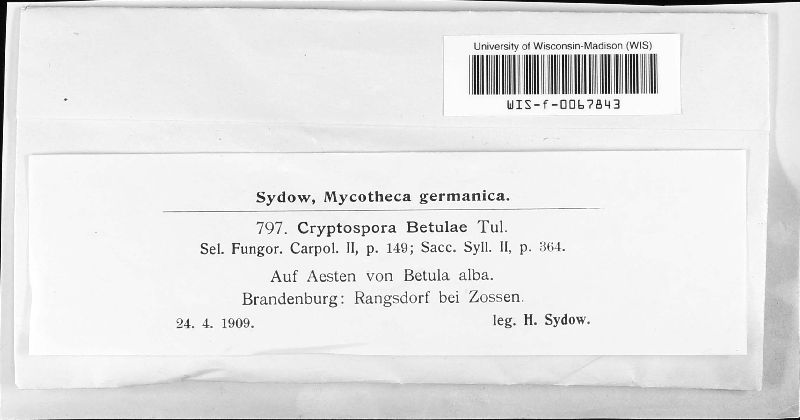 University of Wisconsin-Madison (WIS)
WIS-f-0067843
Sydow, Mycotheca germanica.
797. Cryptospora Betulae Tul.
Sel. Fungor. Carpol. II, p. 149; Sacc. Syll. II, p. 364.
Auf Aesten von Betula alba.
Brandenburg: Rangsdorf bei Zossen.
24. 4. 1909. leg. H. Sydow.